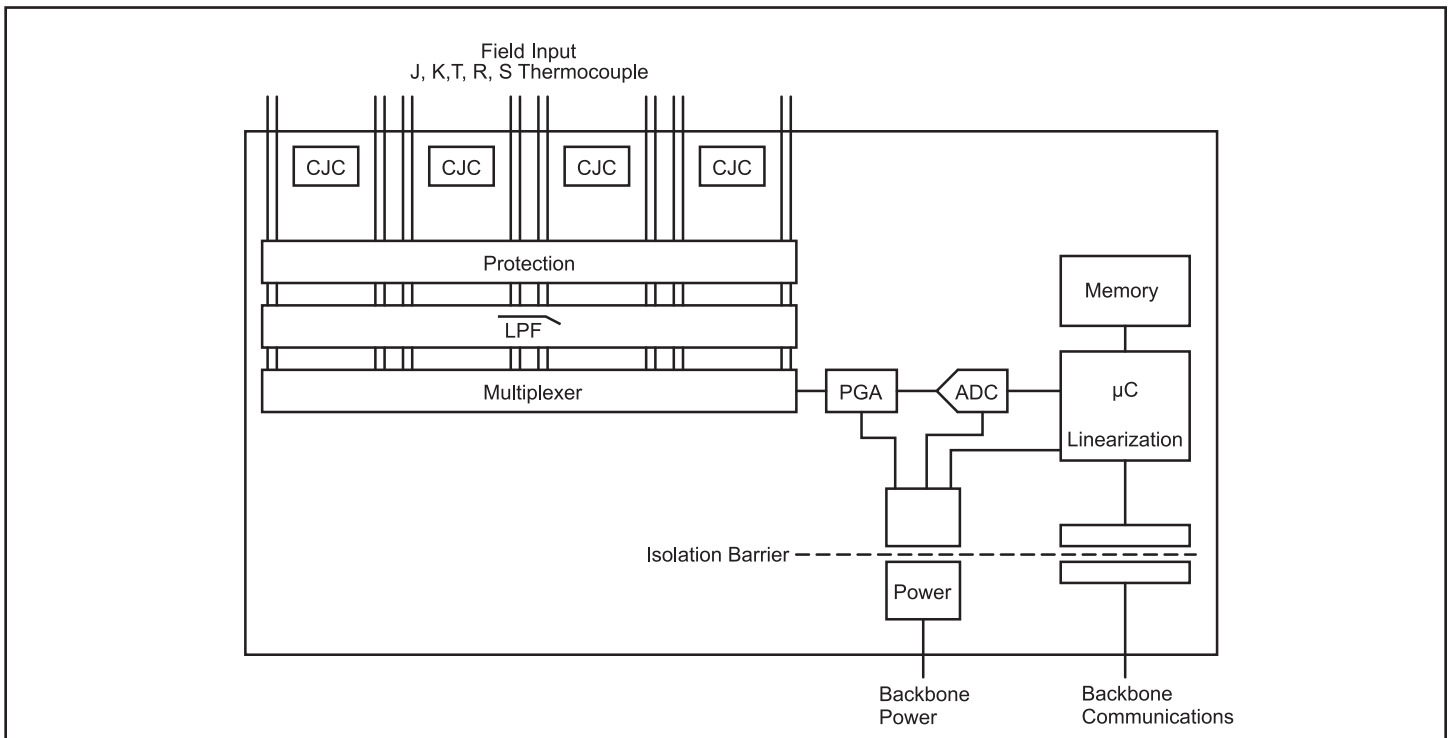 Field Input
J, K,T, R, S Thermocouple
CJC
CJC
CJC
CJC
Protection
LPF
Multiplexer
PGA
ADC
Memory
µC
Linearization
Isolation Barrier
Power
Backbone
Power
Backbone
Communications